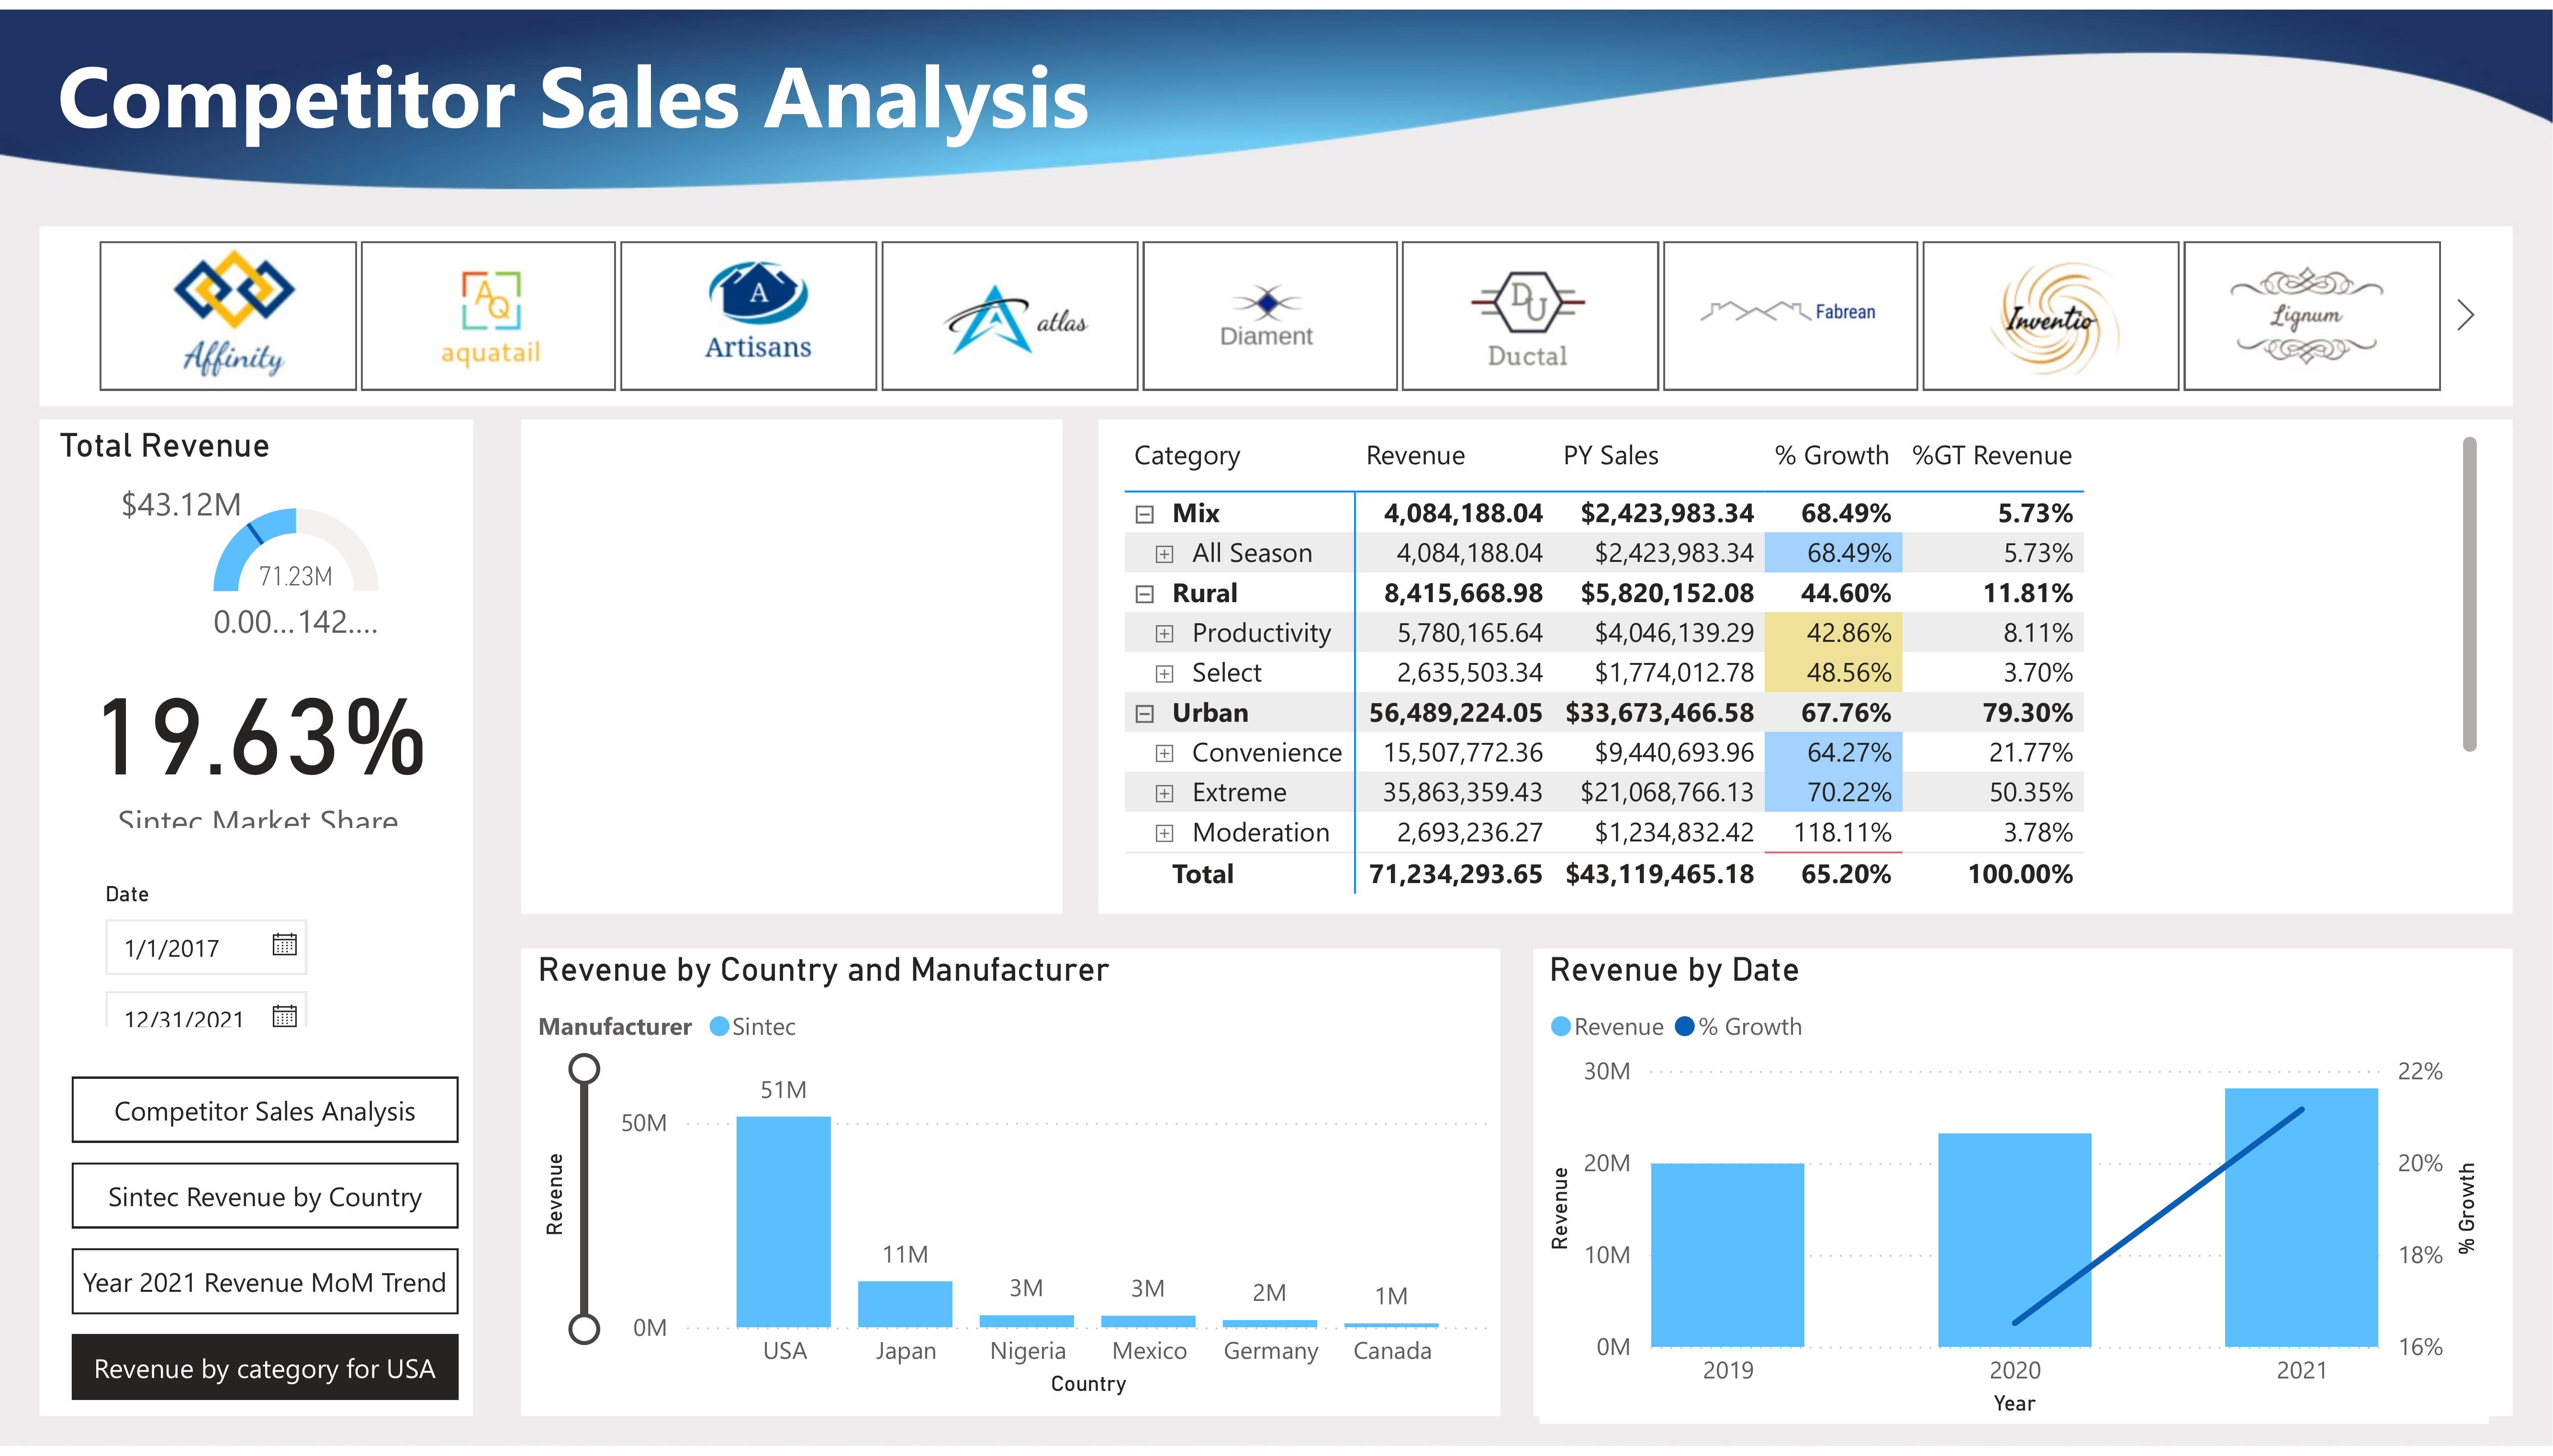 Competitor Sales Analysis
Affinity
AQ
aquatail
A
Artisans
atlas
Diament
DU
Ductal
Fabrean
Inventio
Lignum
Total Revenue
$43.12M
71.23M
0.00... 142....
19.63%
Sintec Market Share
Date
1/1/2017
12/31/2021
Competitor Sales Analysis
Sintec Revenue by Country
Year 2021 Revenue MoM Trend
Revenue by category for USA
Category Revenue PY Sales % Growth %GT Revenue
Mix 4,084,188.04 $2,423,983.34 68.49% 5.73%
All Season 4,084,188.04 $2,423,983.34 68.49% 5.73%
Rural 8,415,668.98 $5,820,152.08 44.60% 11.81%
Productivity 5,780,165.64 $4,046,139.29 42.86% 8.11%
Select 2,635,503.34 $1,774,012.78 48.56% 3.70%
Urban 56,489,224.05 $33,673,466.58 67.76% 79.30%
Convenience 15,507,772.36 $9,440,693.96 64.27% 21.77%
Extreme 35,863,359.43 $21,068,766.13 70.22% 50.35%
Moderation 2,693,236.27 $1,234,832.42 118.11% 3.78%
Total 71,234,293.65 $43,119,465.18 65.20% 100.00%
Revenue by Country and Manufacturer
Manufacturer Sintec
Revenue
50M
0M
51M
11M
3M
3M
2M
1M
USA Japan Nigeria Mexico Germany Canada
Country
Revenue by Date
Revenue % Growth
Revenue
30M
20M
10M
0M
22%
20%
18%
16%
% Growth
2019 2020 2021
Year